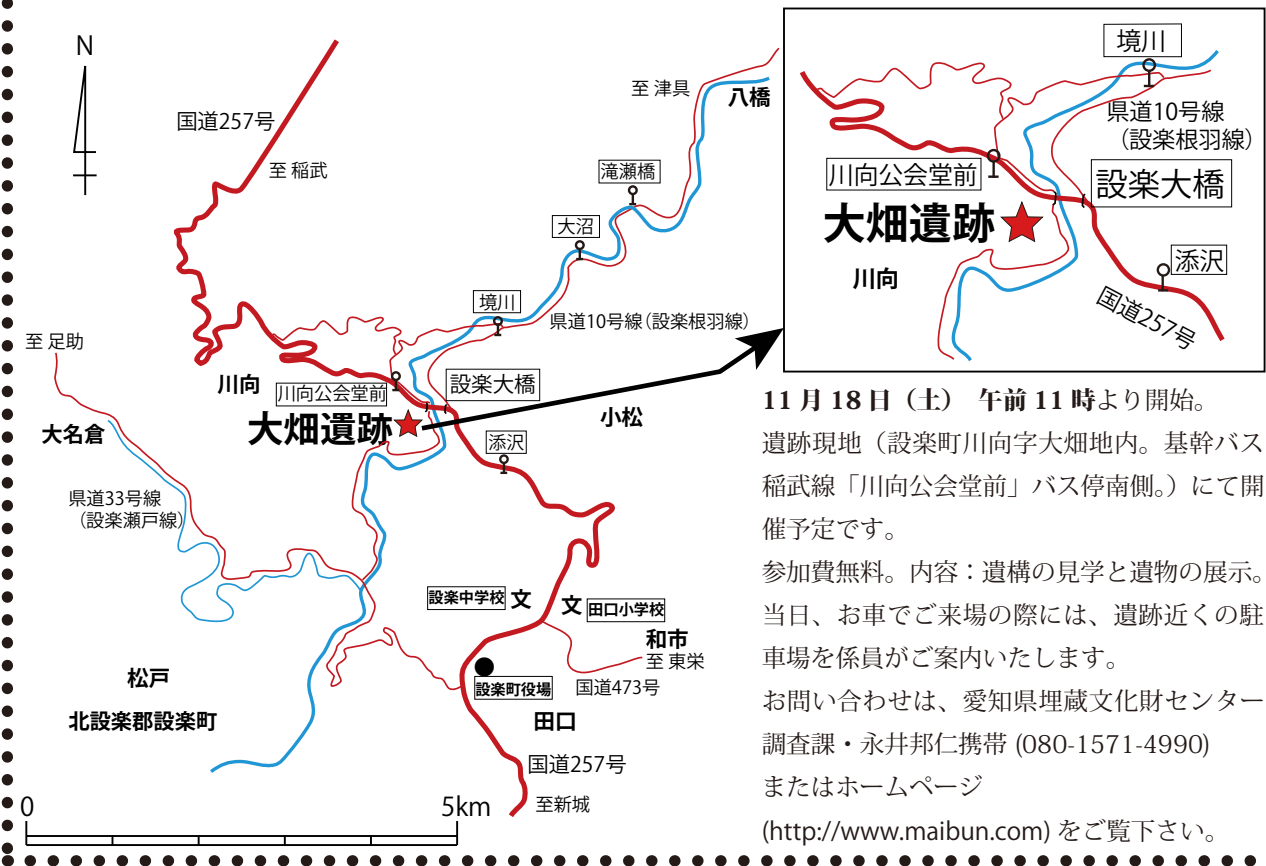 N
国道257号
至 稲武
至 津具
八橋
滝瀬橋
大沼
境川
県道10号線(設楽根羽線)
至 足助
川向
川向公会堂前
設楽大橋
大畑遺跡
小松
大名倉
添沢
県道33号線
(設楽瀬戸線)
設楽中学校
文
文
田口小学校
和市
至 東栄
国道473号
設楽町役場
松戸
北設楽郡設楽町
田口
国道257号
至新城
0
5km
境川
県道10号線
(設楽根羽線)
川向公会堂前
設楽大橋
大畑遺跡
川向
添沢
国道257号
11 月 18 日（土）　午前 11 時より開始。
遺跡現地（設楽町川向字大畑地内。基幹バス
稲武線「川向公会堂前」バス停南側。）にて開
催予定です。
参加費無料。内容：遺構の見学と遺物の展示。
当日、お車でご来場の際には、遺跡近くの駐
車場を係員がご案内いたします。
お問い合わせは、愛知県埋蔵文化財センター
調査課・永井邦仁携帯 (080-1571-4990)
またはホームページ
(http://www.maibun.com) をご覧下さい。